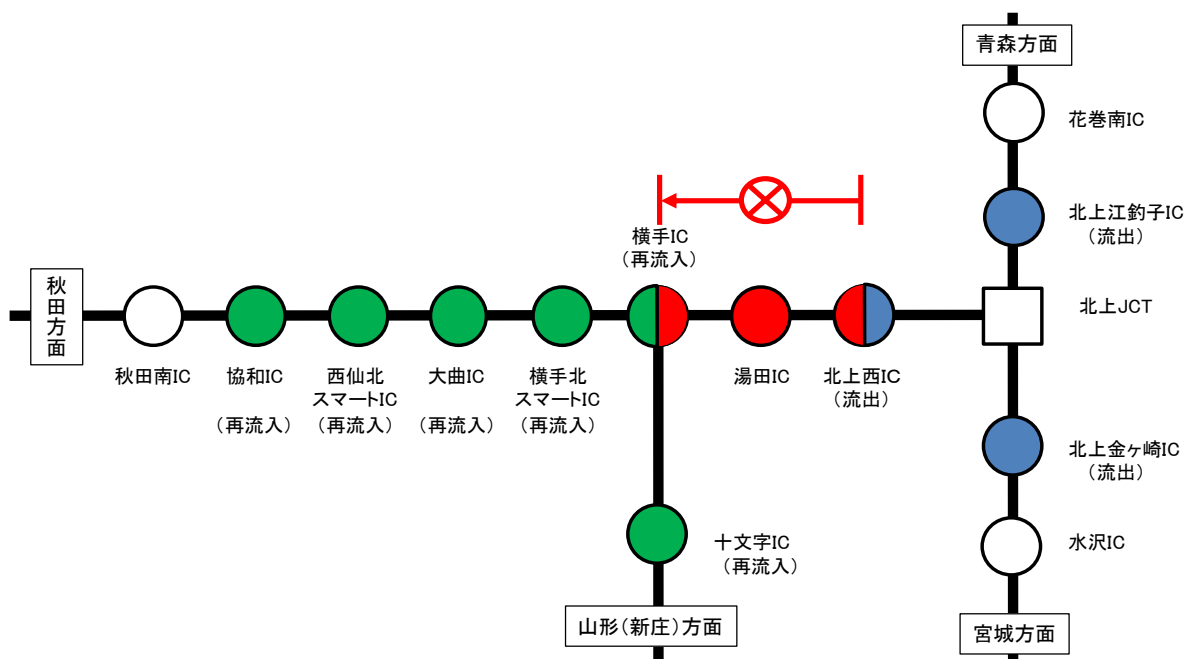 青森方面
花巻南IC
北上江釣子IC
（流出）
横手IC
（再流入）
秋田方面
北上JCT
秋田南IC
協和IC
（再流入）
西仙北
スマートIC
（再流入）
大曲IC
（再流入）
横手北
スマートIC
（再流入）
湯田IC
北上西IC
（流出）
北上金ヶ崎IC
（流出）
十文字IC
（再流入）
水沢IC
山形（新庄）方面
宮城方面